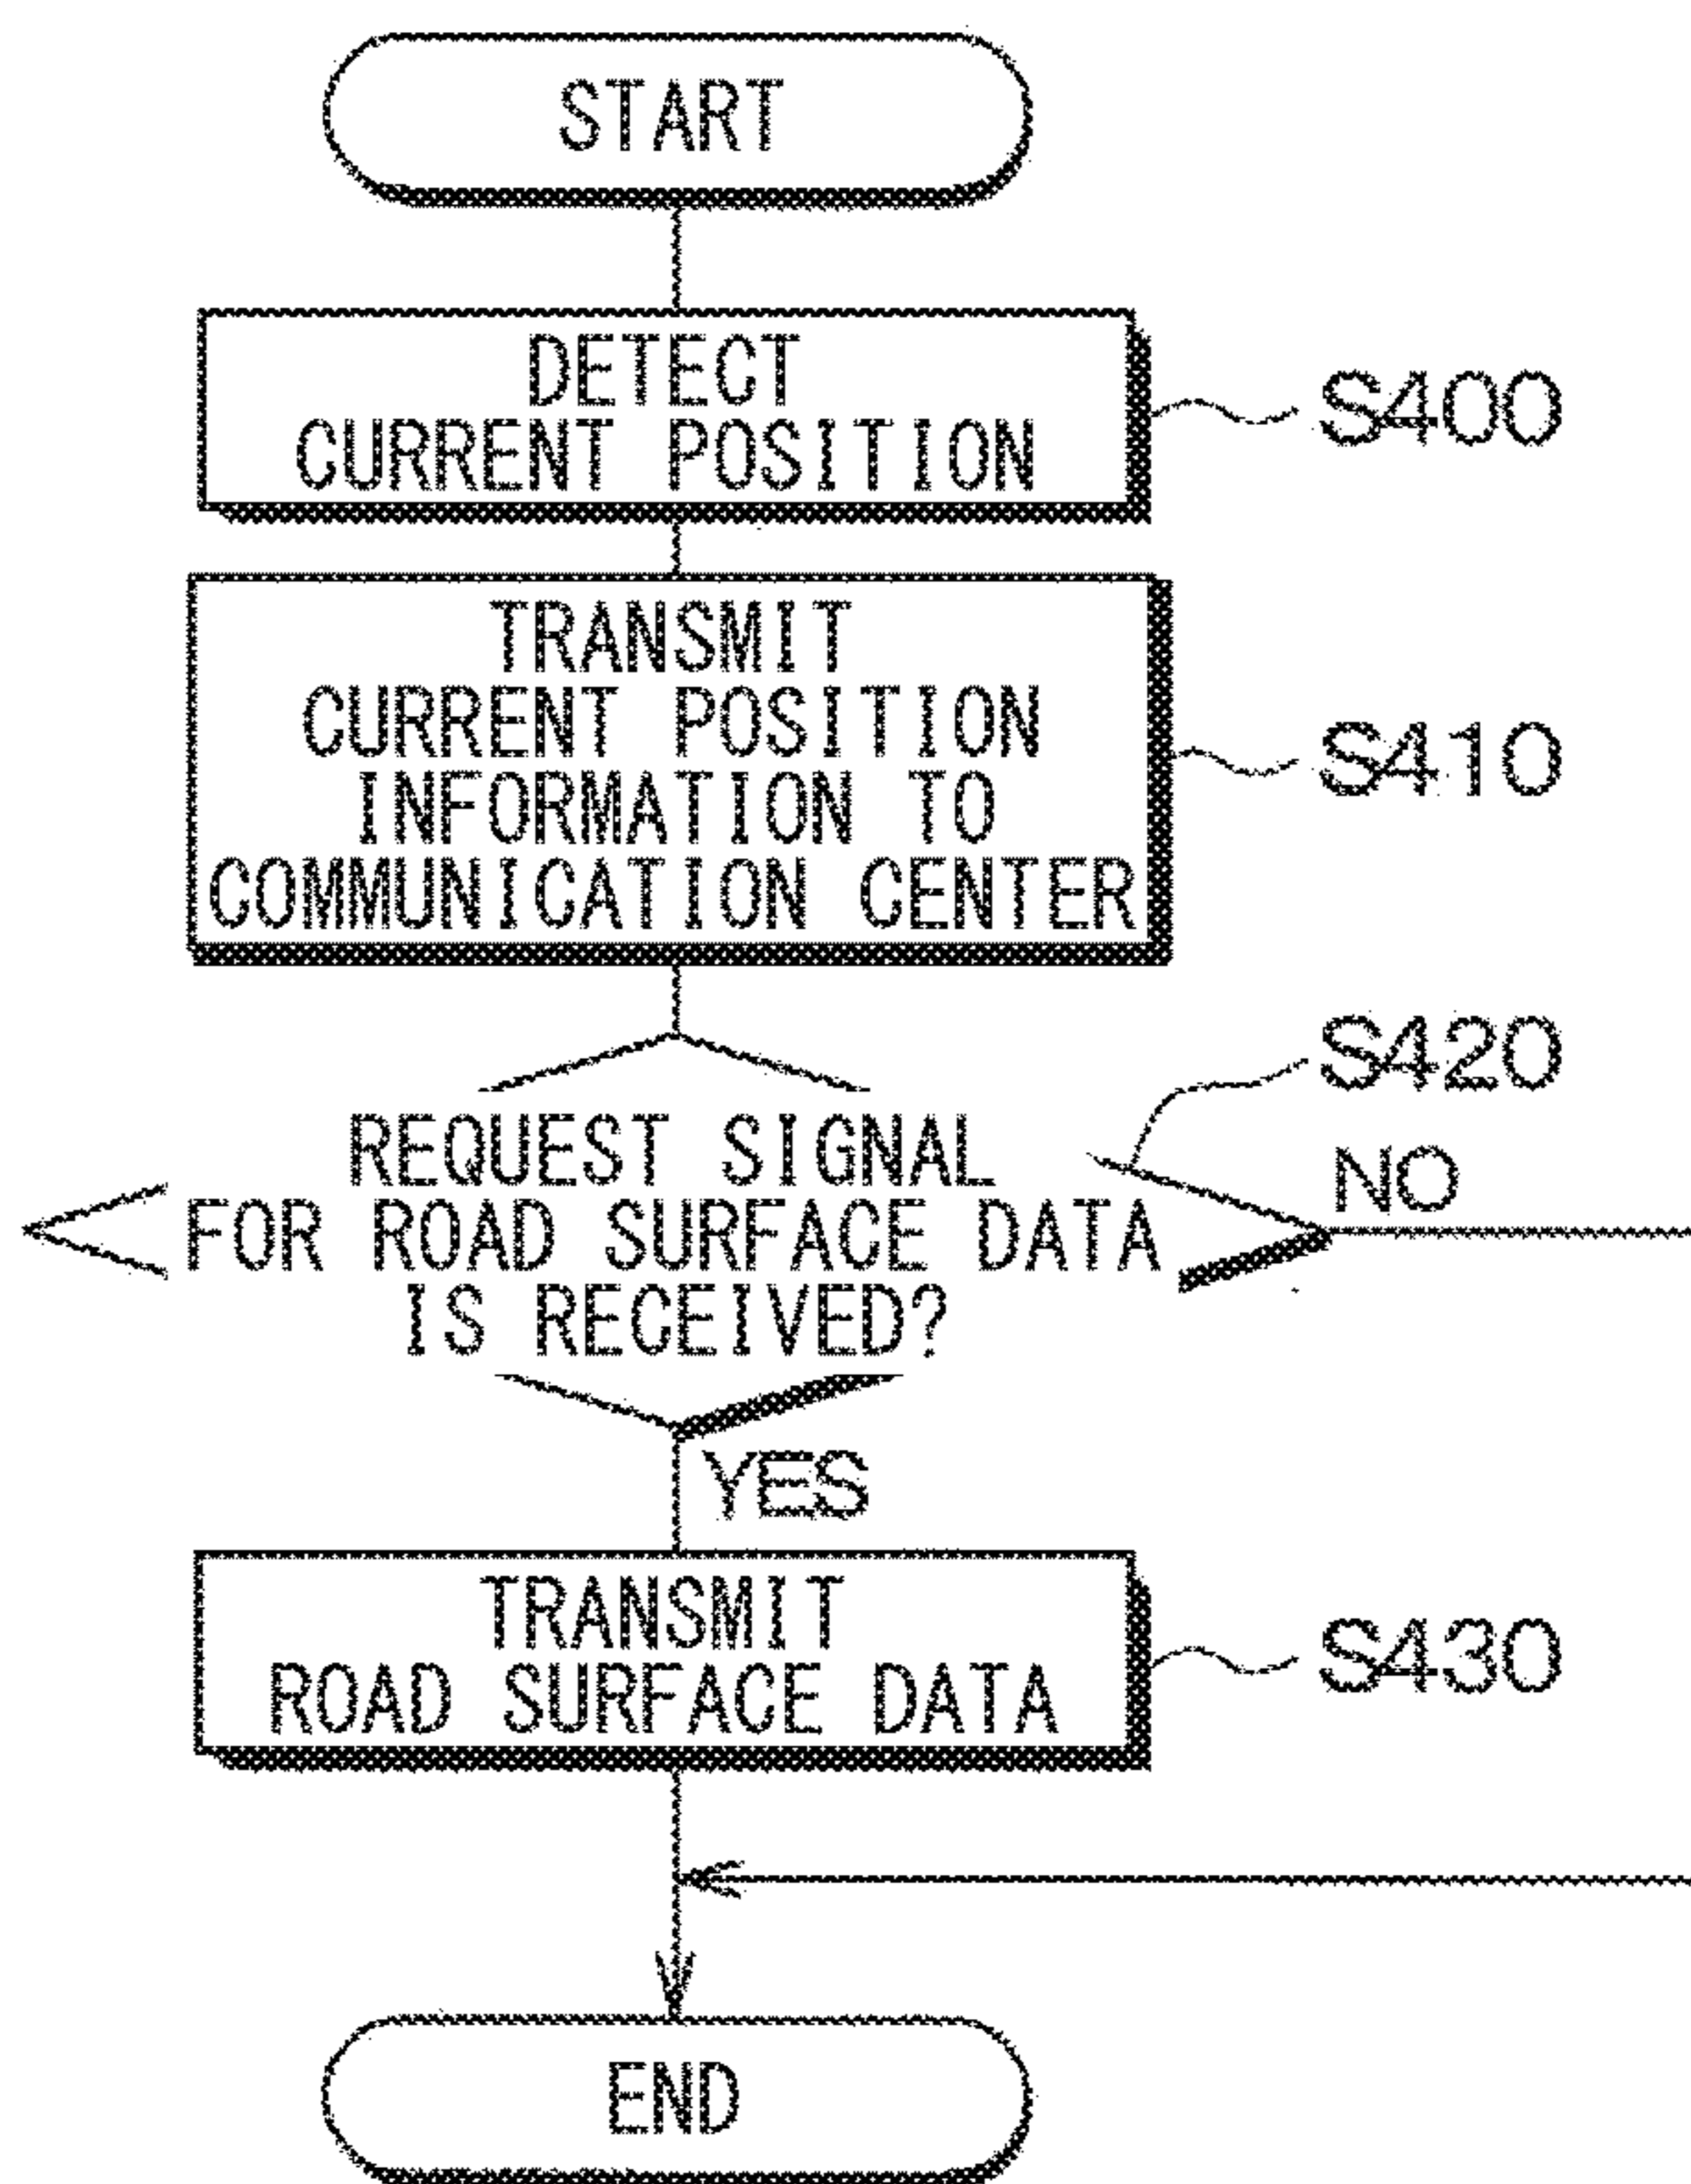 START
DETECT
CURRENT POSITION
S400
TRANSMIT
CURRENT POSITION
INFORMATION TO
COMMUNICATION CENTER
S410
S420
REQUEST SIGNAL
FOR ROAD SURFACE DATA
IS RECEIVED?
NO
YES
TRANSMIT
ROAD SURFACE DATA
S430
END